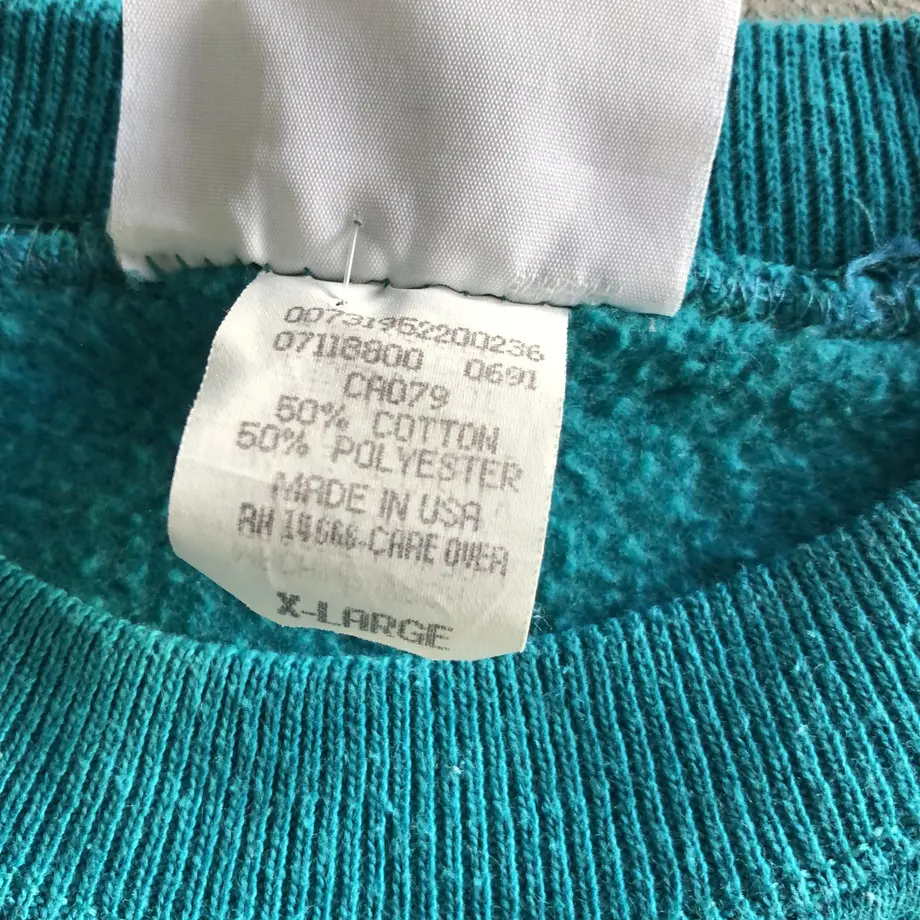 00731952200236
07118800 0691
CA079
50% COTTON
50% POLYESTER
MADE IN USA
RN 14666-CARE OVER
X-LARGE